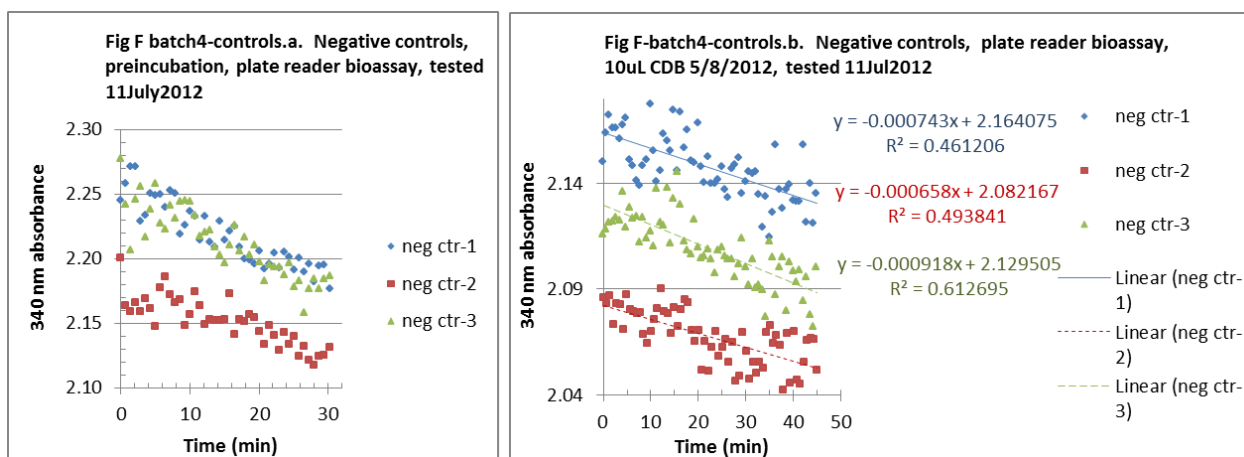 Fig F batch4-controls.a. Negative controls,
preincubation, plate reader bioassay, tested
11July2012
2.30
2.25
2.20
2.15
2.10
340 nm absorbance
0
10
20
30
Time (min)
neg ctr-1
neg ctr-2
neg ctr-3
Fig F-batch4-controls.b. Negative controls, plate reader bioassay,
10uL CDB 5/8/2012, tested 11Jul2012
2.14
2.09
2.04
340 nm absorbance
0
10
20
30
40
50
Time (min)
y = -0.000743x + 2.164075
R² = 0.461206
y = -0.000658x + 2.082167
R² = 0.493841
y = -0.000918x + 2.129505
R² = 0.612695
neg ctr-1
neg ctr-2
neg ctr-3
Linear (neg ctr-
1)
Linear (neg ctr-
2)
Linear (neg ctr-
3)